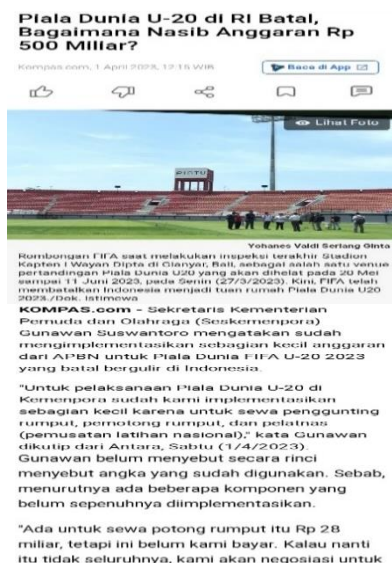 Piala Dunia U-20 di RI Batal,
Bagaimana Nasib Anggaran Rp
500 Miliar?
Kompas.com, 1 April 2023, 12:15 WIB
Baca di App
Lihat Foto
Yohanes Valdi Seriang Ginta
Rombongan FIFA saat melakukan inspeksi terakhir Stadion
Kapten I Wayan Dipta di Gianyar, Bali, sebagai salah satu venue
pertandingan Piala Dunia U20 yang akan dihelat pada 20 Mei
sampai 11 Juni 2023, pada Senin (27/3/2023). Kini, FIFA telah
membatalkan Indonesia menjadi tuan rumah Piala Dunia U20
2023./Dok. Istimewa
KOMPAS.com - Sekretaris Kementerian
Pemuda dan Olahraga (Seskemenpora)
Gunawan Suswantoro mengatakan sudah
mengimplementasikan sebagian kecil anggaran
dari APBN untuk Piala Dunia FIFA U-20 2023
yang batal bergulir di Indonesia.
"Untuk pelaksanaan Piala Dunia U-20 di
Kemenpora sudah kami implementasikan
sebagian kecil karena untuk sewa penggunting
rumput, pemotong rumput, dan pelatnas
(pemusatan latihan nasional)," kata Gunawan
dikutip dari Antara, Sabtu (1/4/2023).
Gunawan belum menyebut secara rinci
menyebut angka yang sudah digunakan. Sebab,
menurutnya ada beberapa komponen yang
belum sepenuhnya diimplementasikan.
"Ada untuk sewa potong rumput itu Rp 28
miliar, tetapi ini belum kami bayar. Kalau nanti
itu tidak seluruhnya, kami akan negosiasi untuk